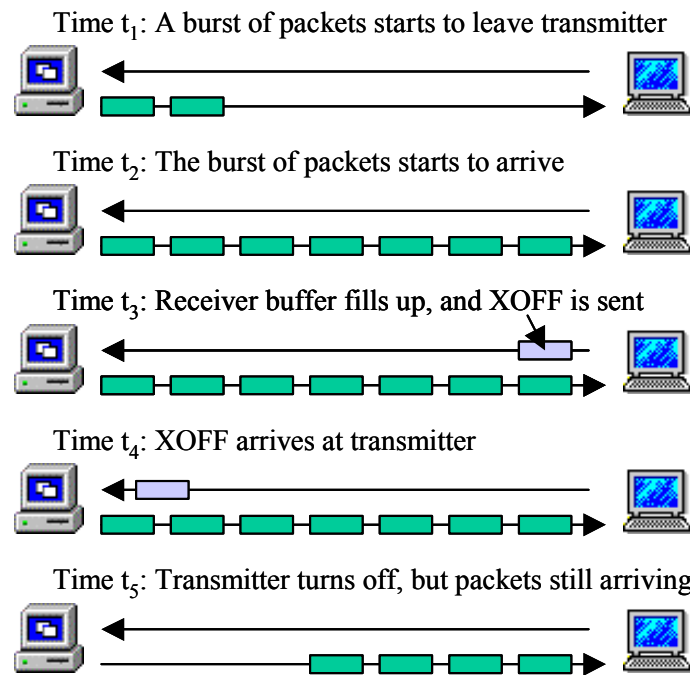 Time t₁: A burst of packets starts to leave transmitter
Time t₂: The burst of packets starts to arrive
Time t₃: Receiver buffer fills up, and XOFF is sent
Time t₄: XOFF arrives at transmitter
Time t₅: Transmitter turns off, but packets still arriving